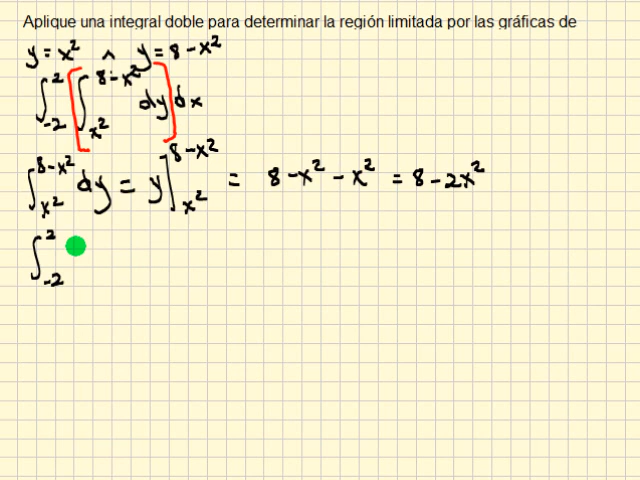 Aplique una integral doble para determinar la región limitada por las gráficas de
y = x² ^ y = 8 - x²
∫_{-2}^{2} [ ∫_{x²}^{8-x²} dy ] dx
∫_{x²}^{8-x²} dy = y |_{x²}^{8-x²} = 8 - x² - x² = 8 - 2x²
∫_{-2}^{2}